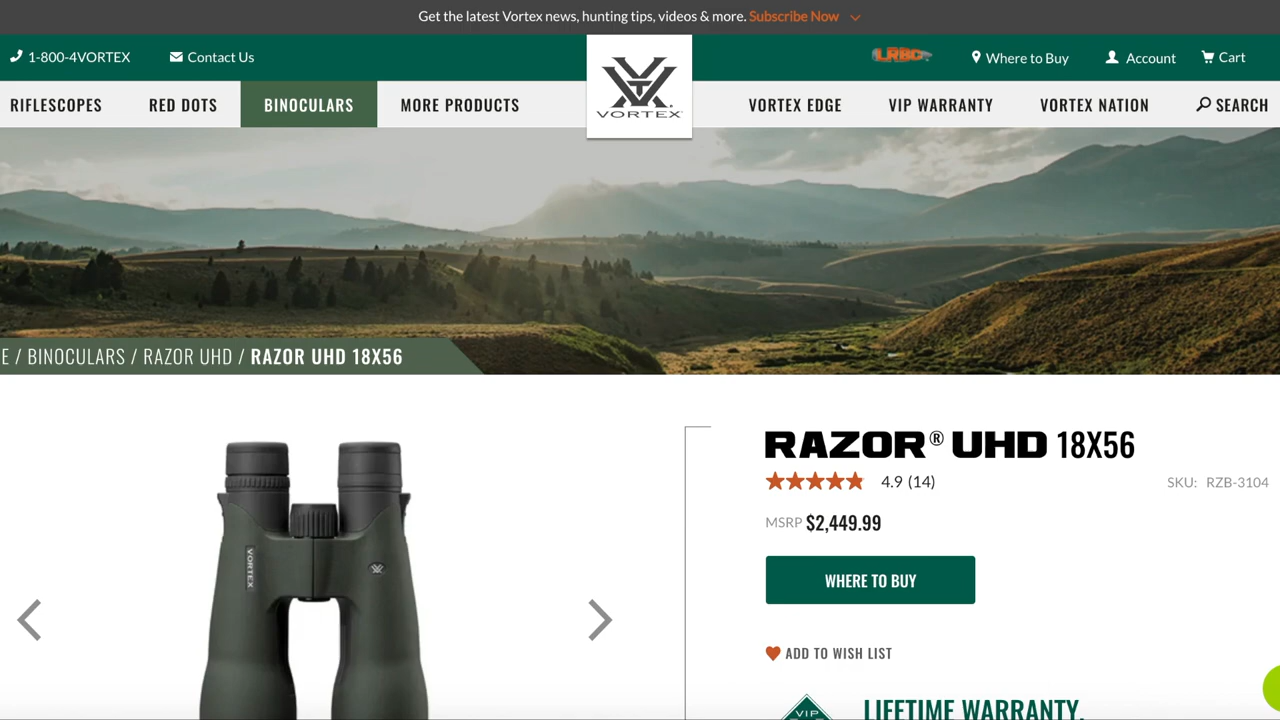 Get the latest Vortex news, hunting tips, videos & more. Subscribe Now
1-800-4VORTEX
Contact Us
LRBC
Where to Buy
Account
Cart
RIFLESCOPES
RED DOTS
BINOCULARS
MORE PRODUCTS
VORTEX
VORTEX EDGE
VIP WARRANTY
VORTEX NATION
SEARCH
E / BINOCULARS / RAZOR UHD / RAZOR UHD 18X56
VORTEX
RAZOR® UHD 18X56
4.9 (14)
SKU: RZB-3104
MSRP $2,449.99
WHERE TO BUY
ADD TO WISH LIST
VIP
LIFETIME WARRANTY.